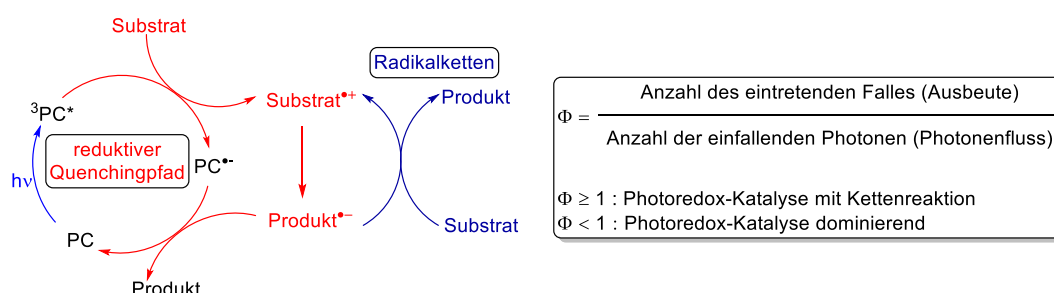 Substrat
Radikalketten
Substrat•+
Produkt
³PC*
reduktiver
Quenchingpfad
PC•-
hν
Produkt•−
Substrat
PC
Produkt
Anzahl des eintretenden Falles (Ausbeute)
Φ =
Anzahl der einfallenden Photonen (Photonenfluss)
Φ ≥ 1 : Photoredox-Katalyse mit Kettenreaktion
Φ < 1 : Photoredox-Katalyse dominierend